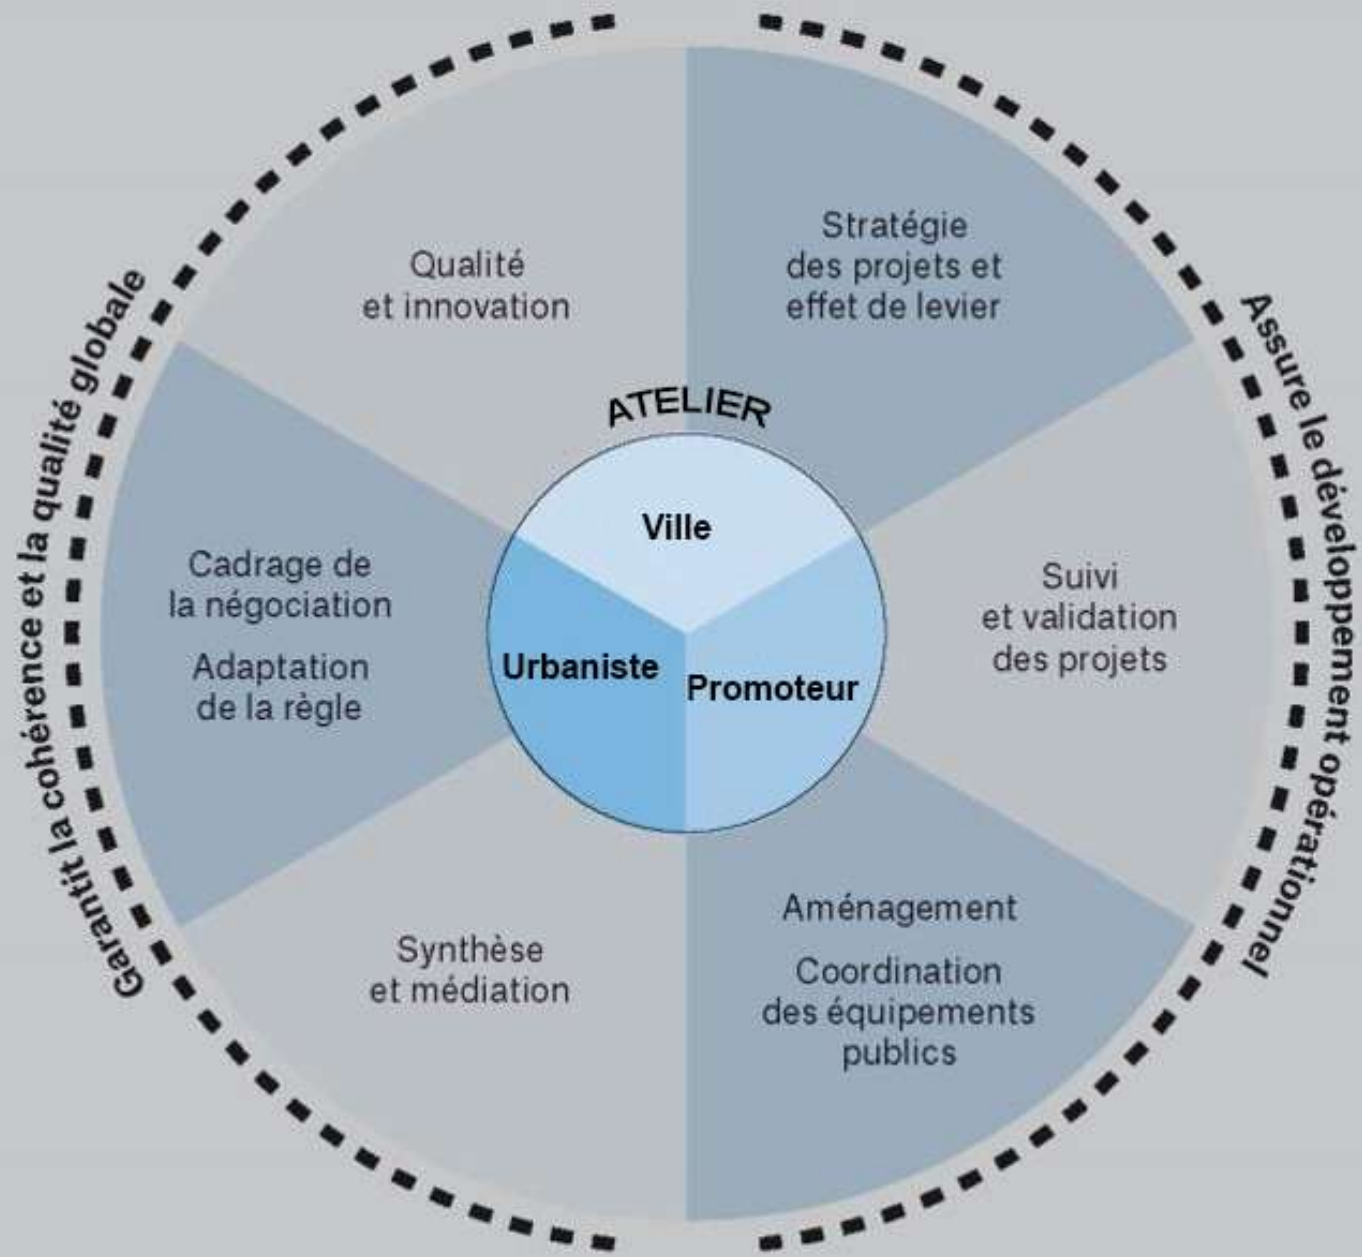 Garantit la cohérence et la qualité globale
Qualité
et innovation
Stratégie
des projets et
effet de levier
Assure le développement opérationnel
ATELIER
Ville
Urbaniste
Promoteur
Cadrage de
la négociation
Adaptation
de la règle
Suivi
et validation
des projets
Synthèse
et médiation
Aménagement
Coordination
des équipements
publics